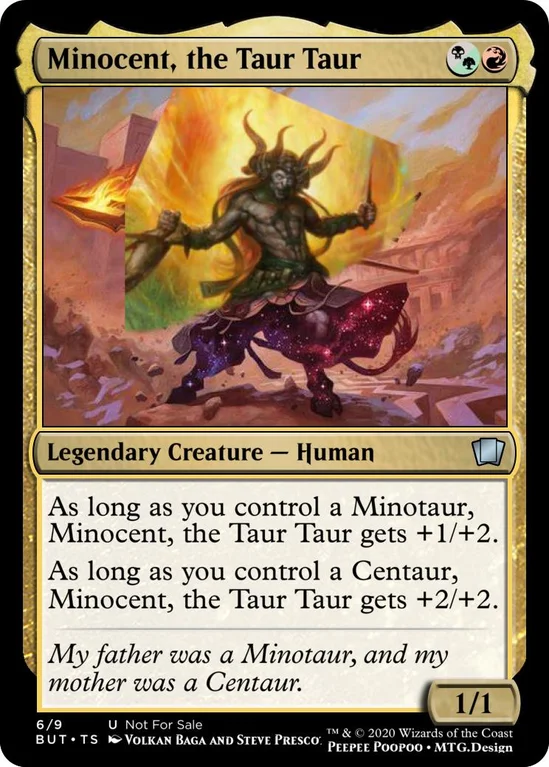 Minocent, the Taur Taur
Legendary Creature — Human
As long as you control a Minotaur,
Minocent, the Taur Taur gets +1/+2.
As long as you control a Centaur,
Minocent, the Taur Taur gets +2/+2.
My father was a Minotaur, and my
mother was a Centaur.
1/1
6/9 U Not For Sale
BUT • TS VOLKAN BAGA AND STEVE PRESCO
™ & © 2020 Wizards of the Coast
PEEPEE POOPOO • MTG.DESIGN